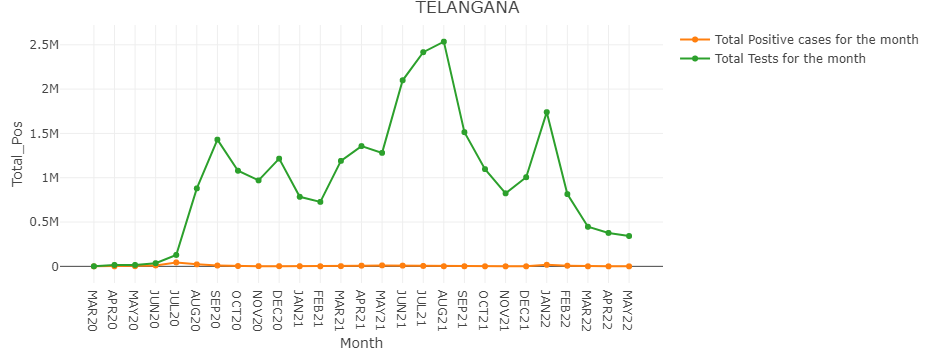 TELANGANA
Total Positive cases for the month
Total Tests for the month
2.5M
2M
1.5M
1M
0.5M
0
Total_Pos
MAR20
APR20
MAY20
JUN20
JUL20
AUG20
SEP20
OCT20
NOV20
DEC20
JAN21
FEB21
MAR21
APR21
MAY21
JUN21
JUL21
AUG21
SEP21
OCT21
NOV21
DEC21
JAN22
FEB22
MAR22
APR22
MAY22
Month